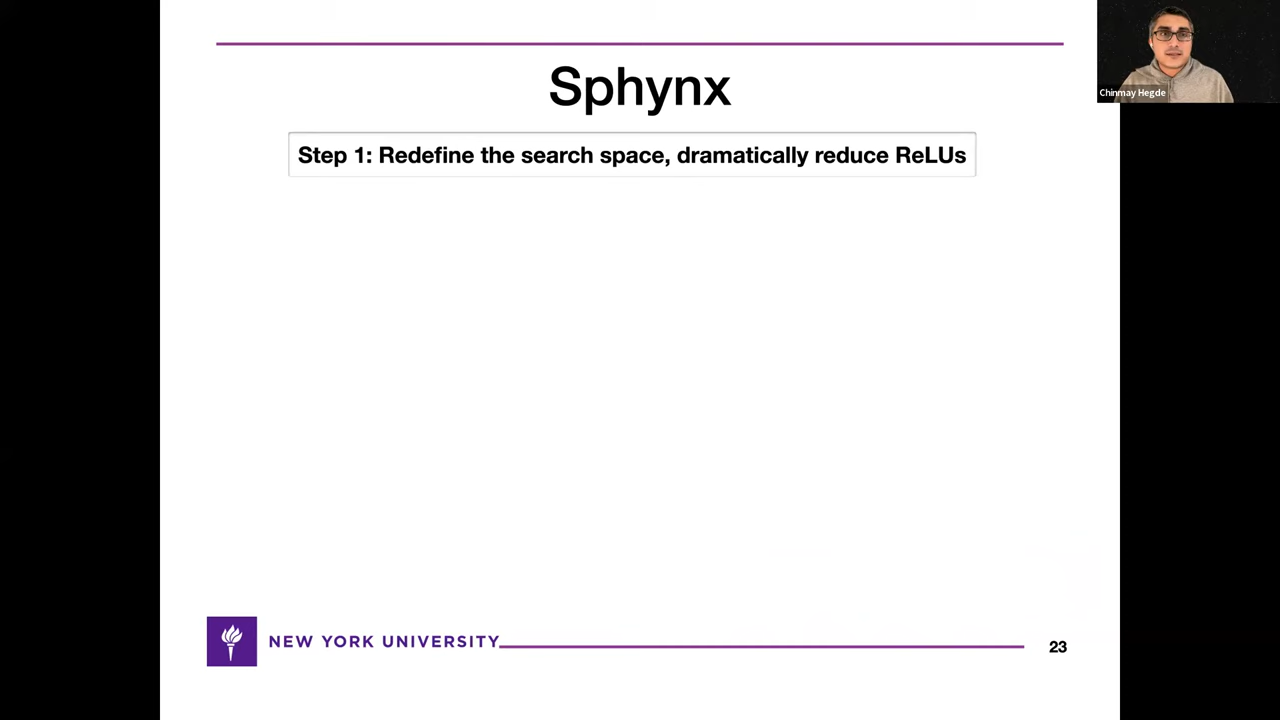 Sphynx
Step 1: Redefine the search space, dramatically reduce ReLUs
Chinmay Hegde
NEW YORK UNIVERSITY
23